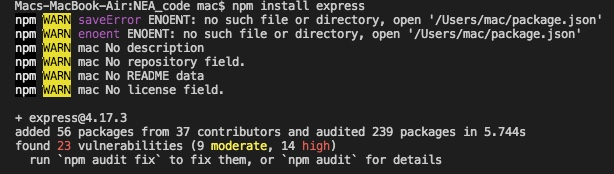 Macs-MacBook-Air:NEA_code mac$ npm install express
npm WARN saveError ENOENT: no such file or directory, open '/Users/mac/package.json'
npm WARN enoent ENOENT: no such file or directory, open '/Users/mac/package.json'
npm WARN mac No description
npm WARN mac No repository field.
npm WARN mac No README data
npm WARN mac No license field.

+ express@4.17.3
added 56 packages from 37 contributors and audited 239 packages in 5.744s
found 23 vulnerabilities (9 moderate, 14 high)
  run `npm audit fix` to fix them, or `npm audit` for details